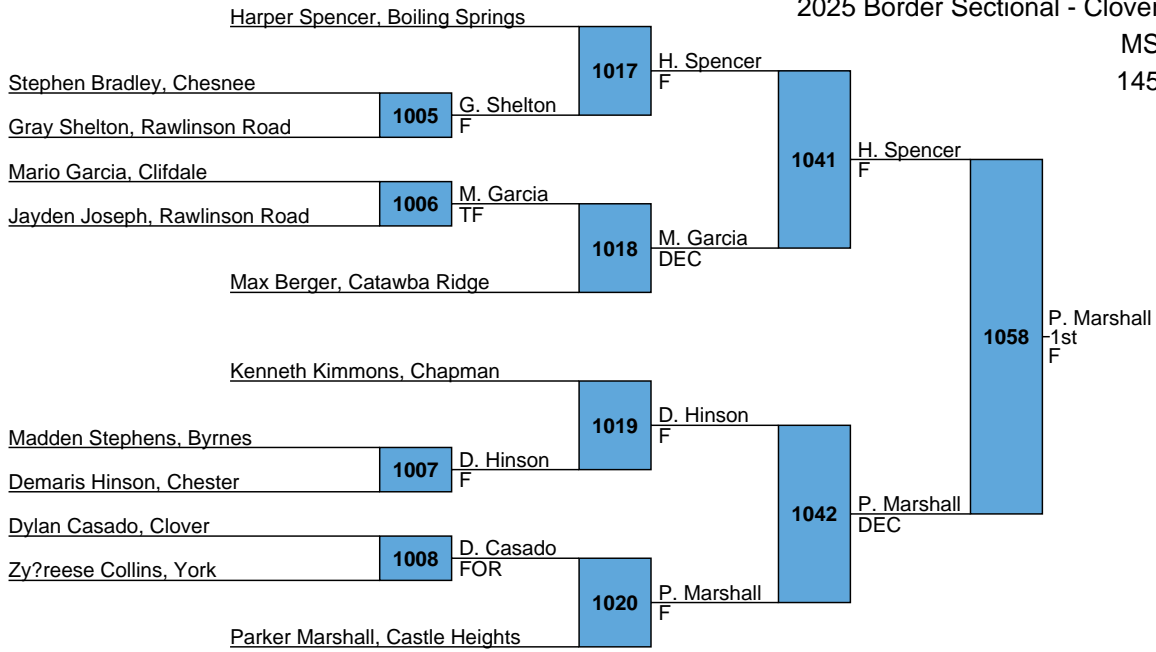 2025 Border Sectional - Clover
MS
145
Harper Spencer, Boiling Springs
1017
H. Spencer
F
Stephen Bradley, Chesnee
1005
G. Shelton
F
Gray Shelton, Rawlinson Road
1041
H. Spencer
F
Mario Garcia, Clifdale
1006
M. Garcia
TF
Jayden Joseph, Rawlinson Road
1018
M. Garcia
DEC
Max Berger, Catawba Ridge
1058
P. Marshall
1st
F
Kenneth Kimmons, Chapman
1019
D. Hinson
F
Madden Stephens, Byrnes
1007
D. Hinson
F
Demaris Hinson, Chester
1042
P. Marshall
DEC
Dylan Casado, Clover
1008
D. Casado
FOR
Zy?reese Collins, York
1020
P. Marshall
F
Parker Marshall, Castle Heights